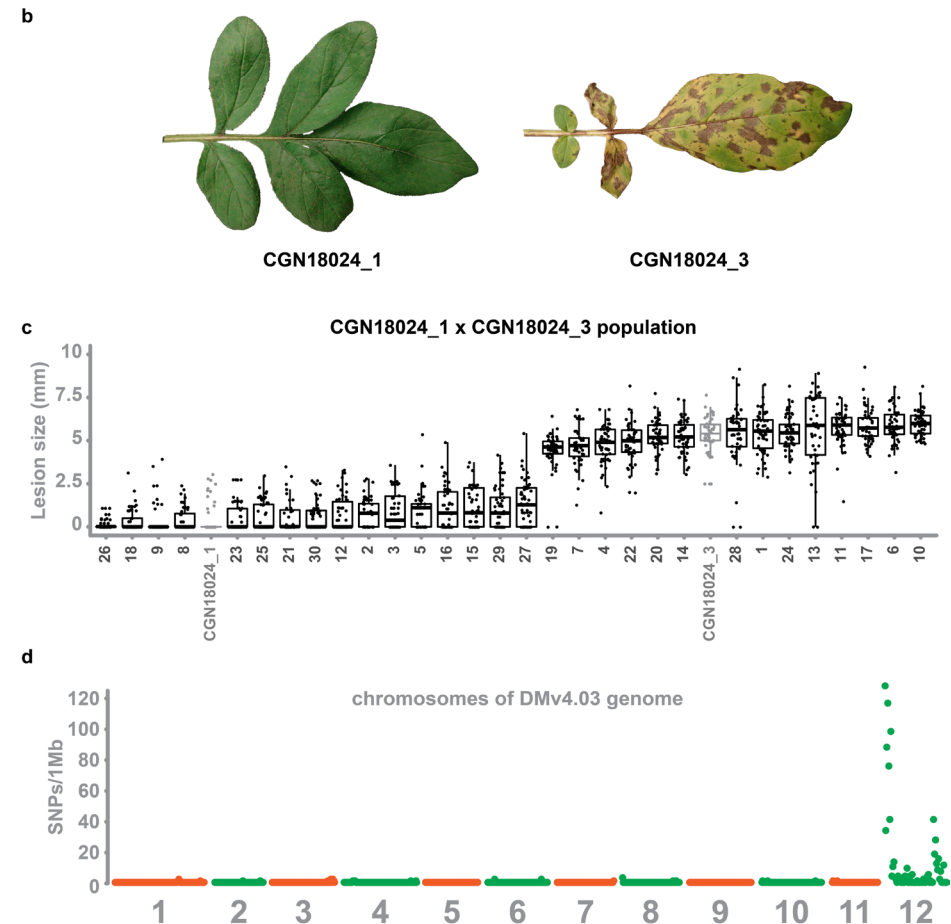 b
CGN18024_1 CGN18024_3
c
CGN18024_1 x CGN18024_3 population
Lesion size (mm)
10
7.5
5
2.5
0
26 18 9 8 CGN18024_1 23 25 21 30 12 2 3 5 16 15 29 27 19 7 4 22 20 14 CGN18024_3 28 1 24 13 11 17 6 10
d
chromosomes of DMv4.03 genome
SNPs/1Mb
120
100
80
60
40
20
0
1 2 3 4 5 6 7 8 9 10 11 12